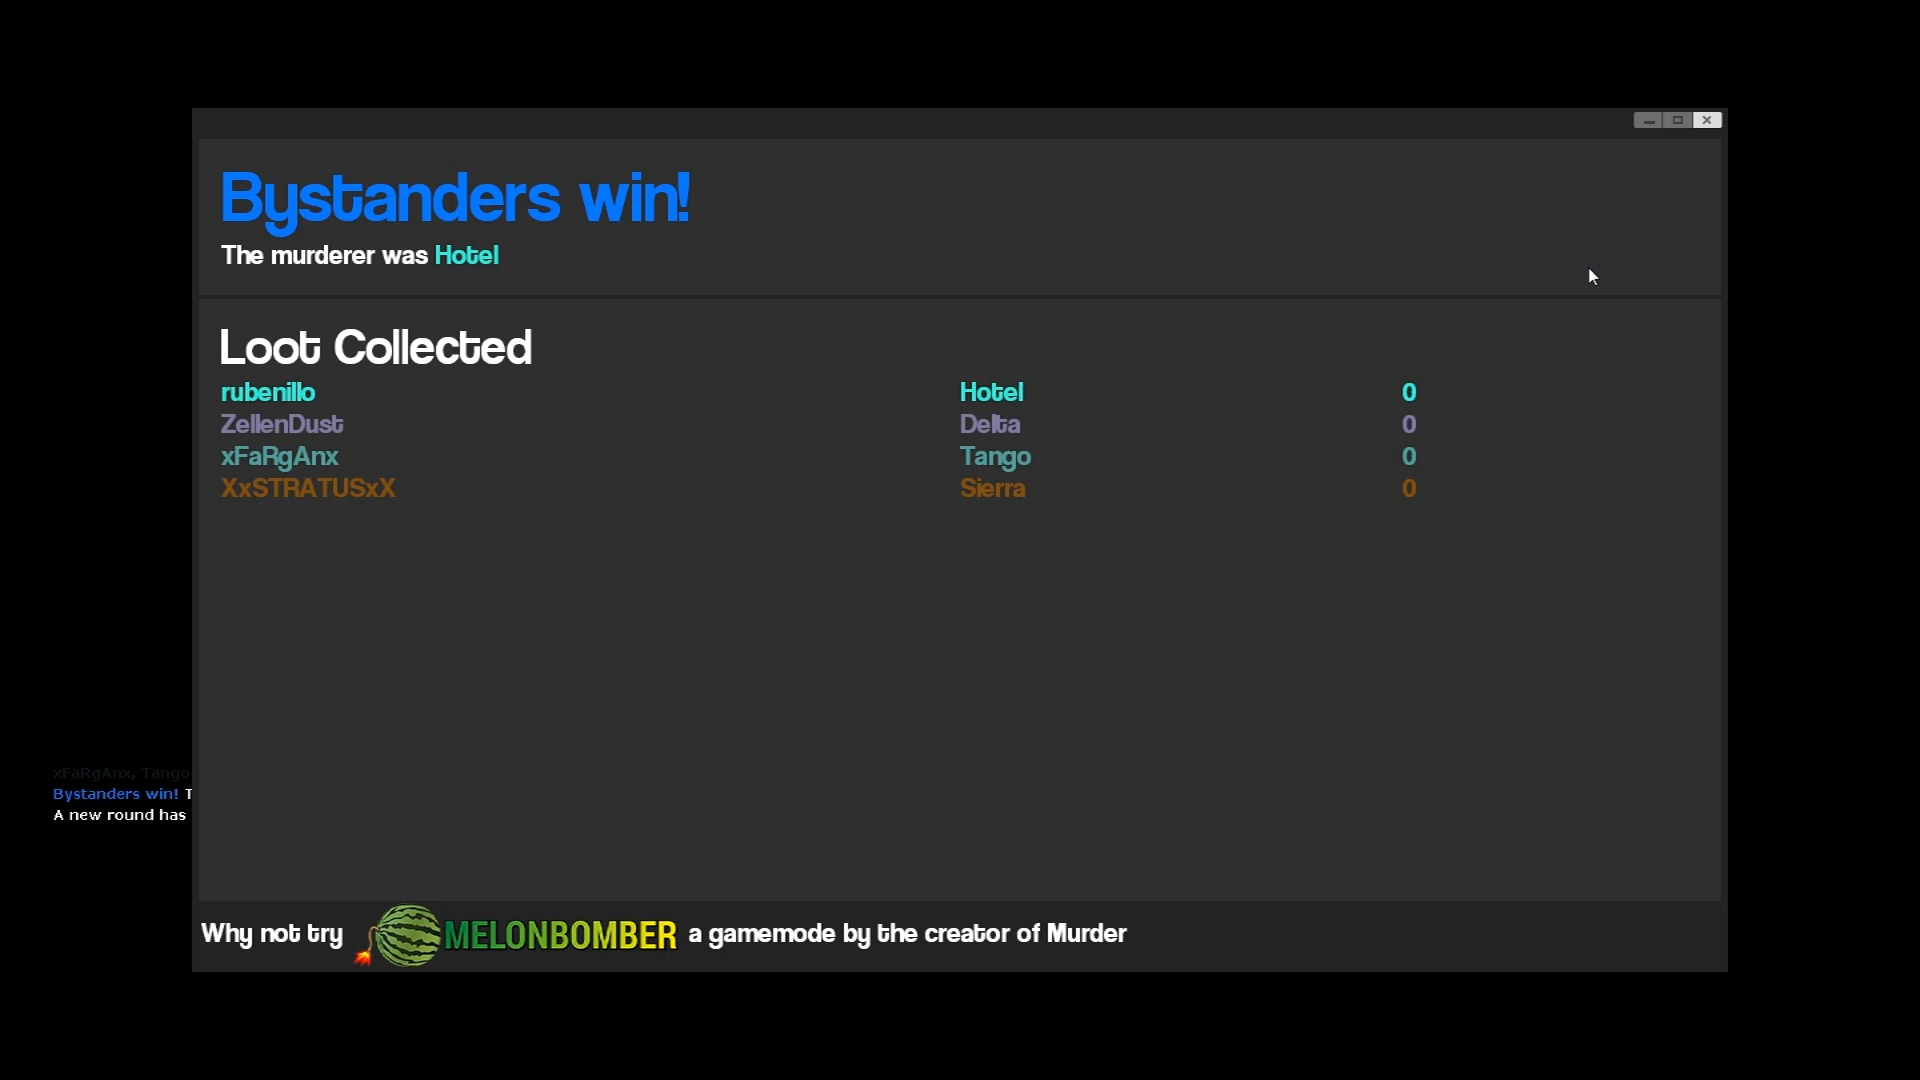 Bystanders win!
The murderer was Hotel
Loot Collected
rubenillo Hotel 0
ZellenDust Delta 0
xFaRgAnx Tango 0
XxSTRATUSxX Sierra 0
xFaRgAnx, Tango
Bystanders win! T
A new round has
Why not try MELONBOMBER a gamemode by the creator of Murder